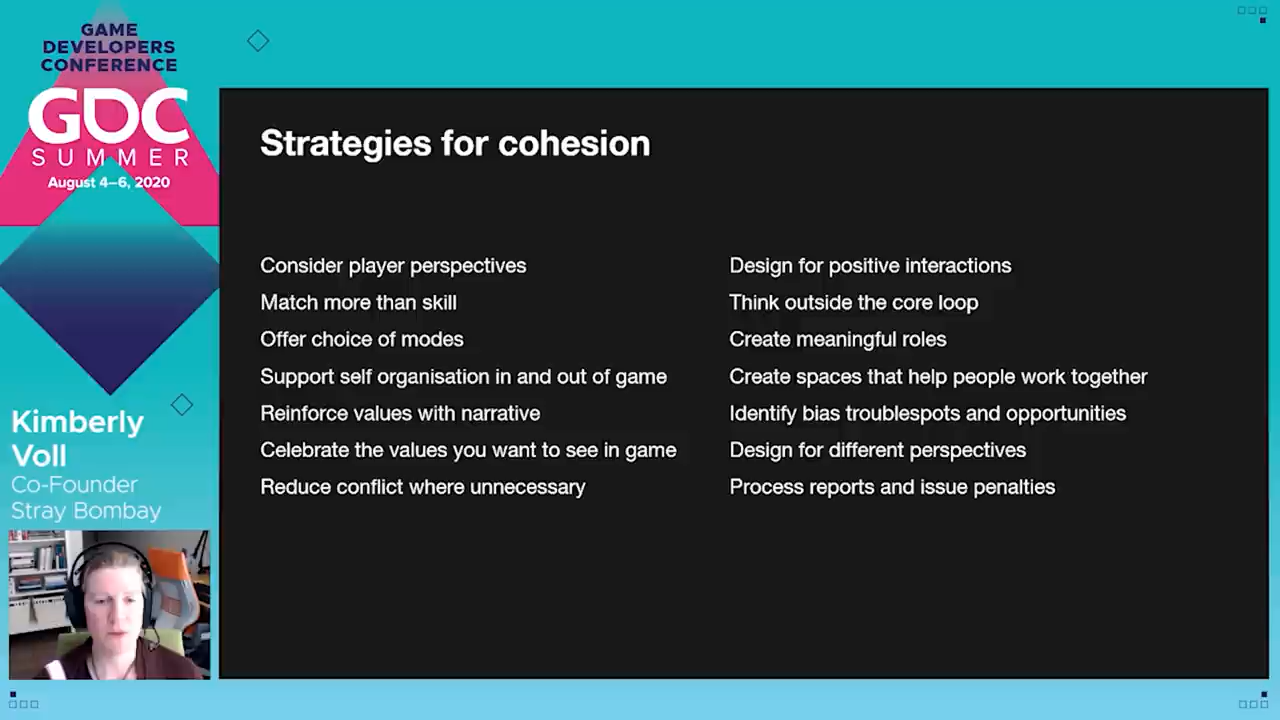 GAME
DEVELOPERS
CONFERENCE
GDC
SUMMER
August 4–6, 2020
Kimberly
Voll
Co-Founder
Stray Bombay
Strategies for cohesion
Consider player perspectives
Match more than skill
Offer choice of modes
Support self organisation in and out of game
Reinforce values with narrative
Celebrate the values you want to see in game
Reduce conflict where unnecessary
Design for positive interactions
Think outside the core loop
Create meaningful roles
Create spaces that help people work together
Identify bias troublespots and opportunities
Design for different perspectives
Process reports and issue penalties